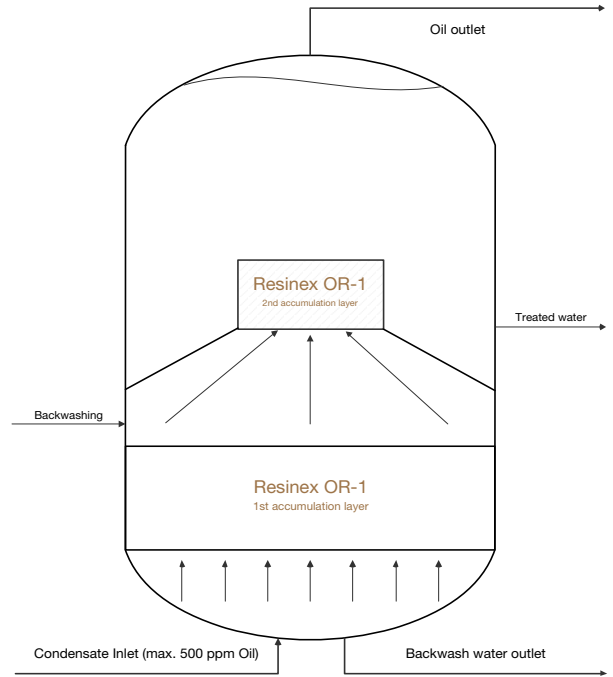 Oil outlet
Resinex OR-1
2nd accumulation layer
Treated water
Backwashing
Resinex OR-1
1st accumulation layer
Condensate Inlet (max. 500 ppm Oil)
Backwash water outlet